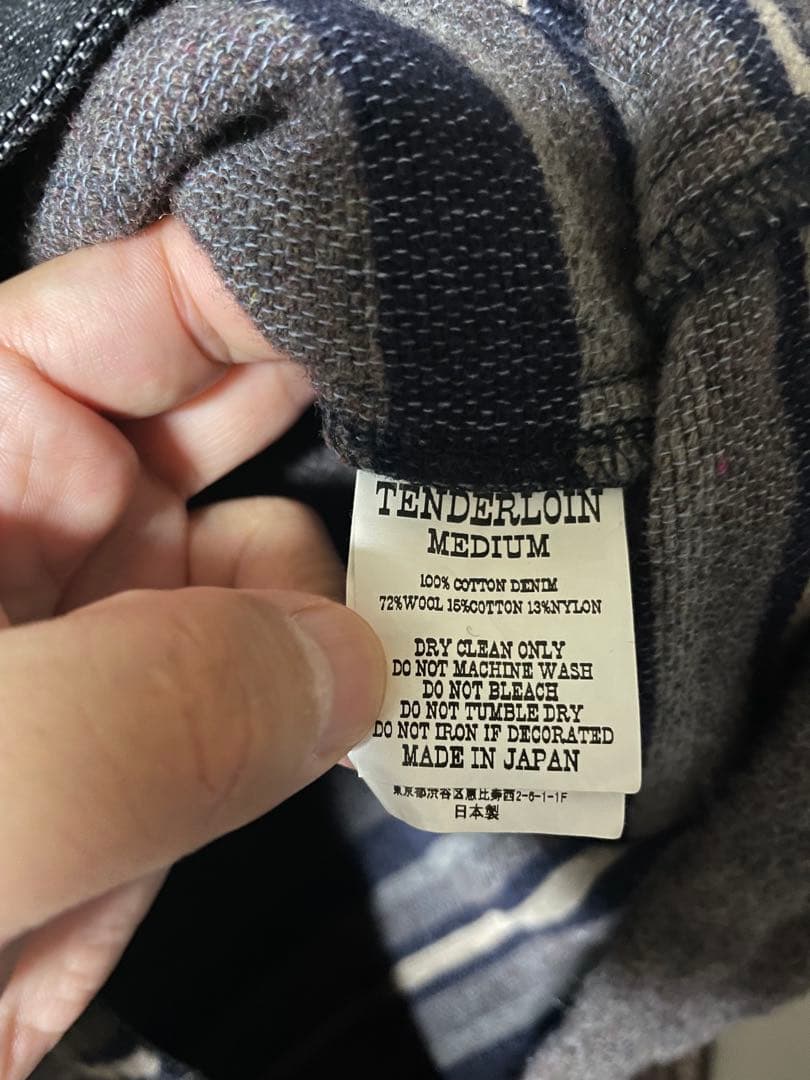 TENDERLOIN
MEDIUM
100% COTTON DENIM
72%WOOL 15%COTTON 13%NYLON
DRY CLEAN ONLY
DO NOT MACHINE WASH
DO NOT BLEACH
DO NOT TUMBLE DRY
DO NOT IRON IF DECORATED
MADE IN JAPAN
東京都渋谷区恵比寿西2-6-1-1F
日本製